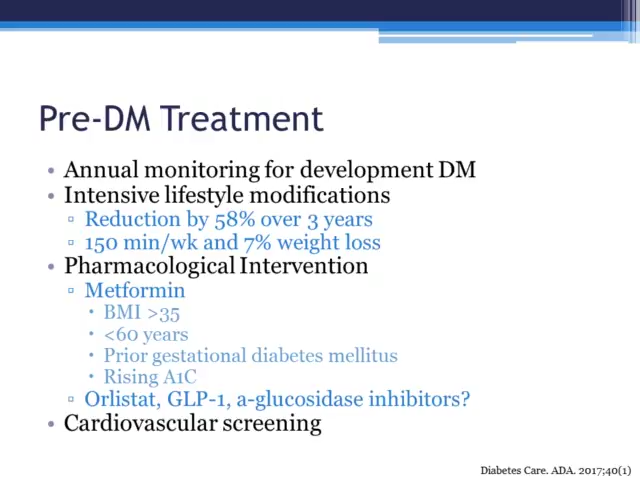 Pre-DM Treatment
• Annual monitoring for development DM
• Intensive lifestyle modifications
▫ Reduction by 58% over 3 years
▫ 150 min/wk and 7% weight loss
• Pharmacological Intervention
▫ Metformin
▪ BMI >35
▪ <60 years
▪ Prior gestational diabetes mellitus
▪ Rising A1C
▫ Orlistat, GLP-1, a-glucosidase inhibitors?
• Cardiovascular screening
Diabetes Care. ADA. 2017;40(1)